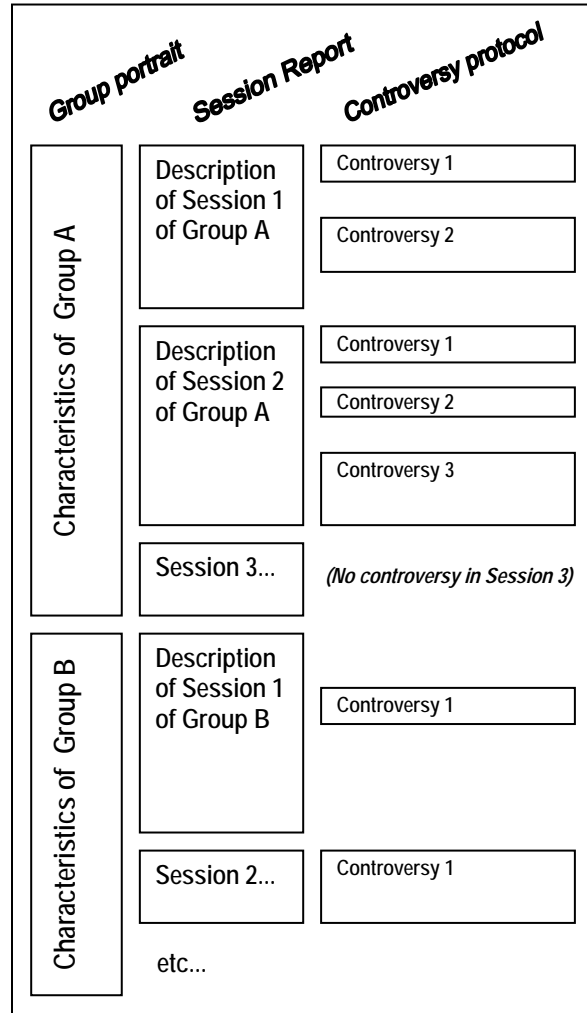 Group portrait
Session Report
Controversy protocol
Characteristics of Group A
Description
of Session 1
of Group A
Controversy 1
Controversy 2
Description
of Session 2
of Group A
Controversy 1
Controversy 2
Controversy 3
Session 3...
(No controversy in Session 3)
Characteristics of Group B
Description
of Session 1
of Group B
Controversy 1
Session 2...
Controversy 1
etc...